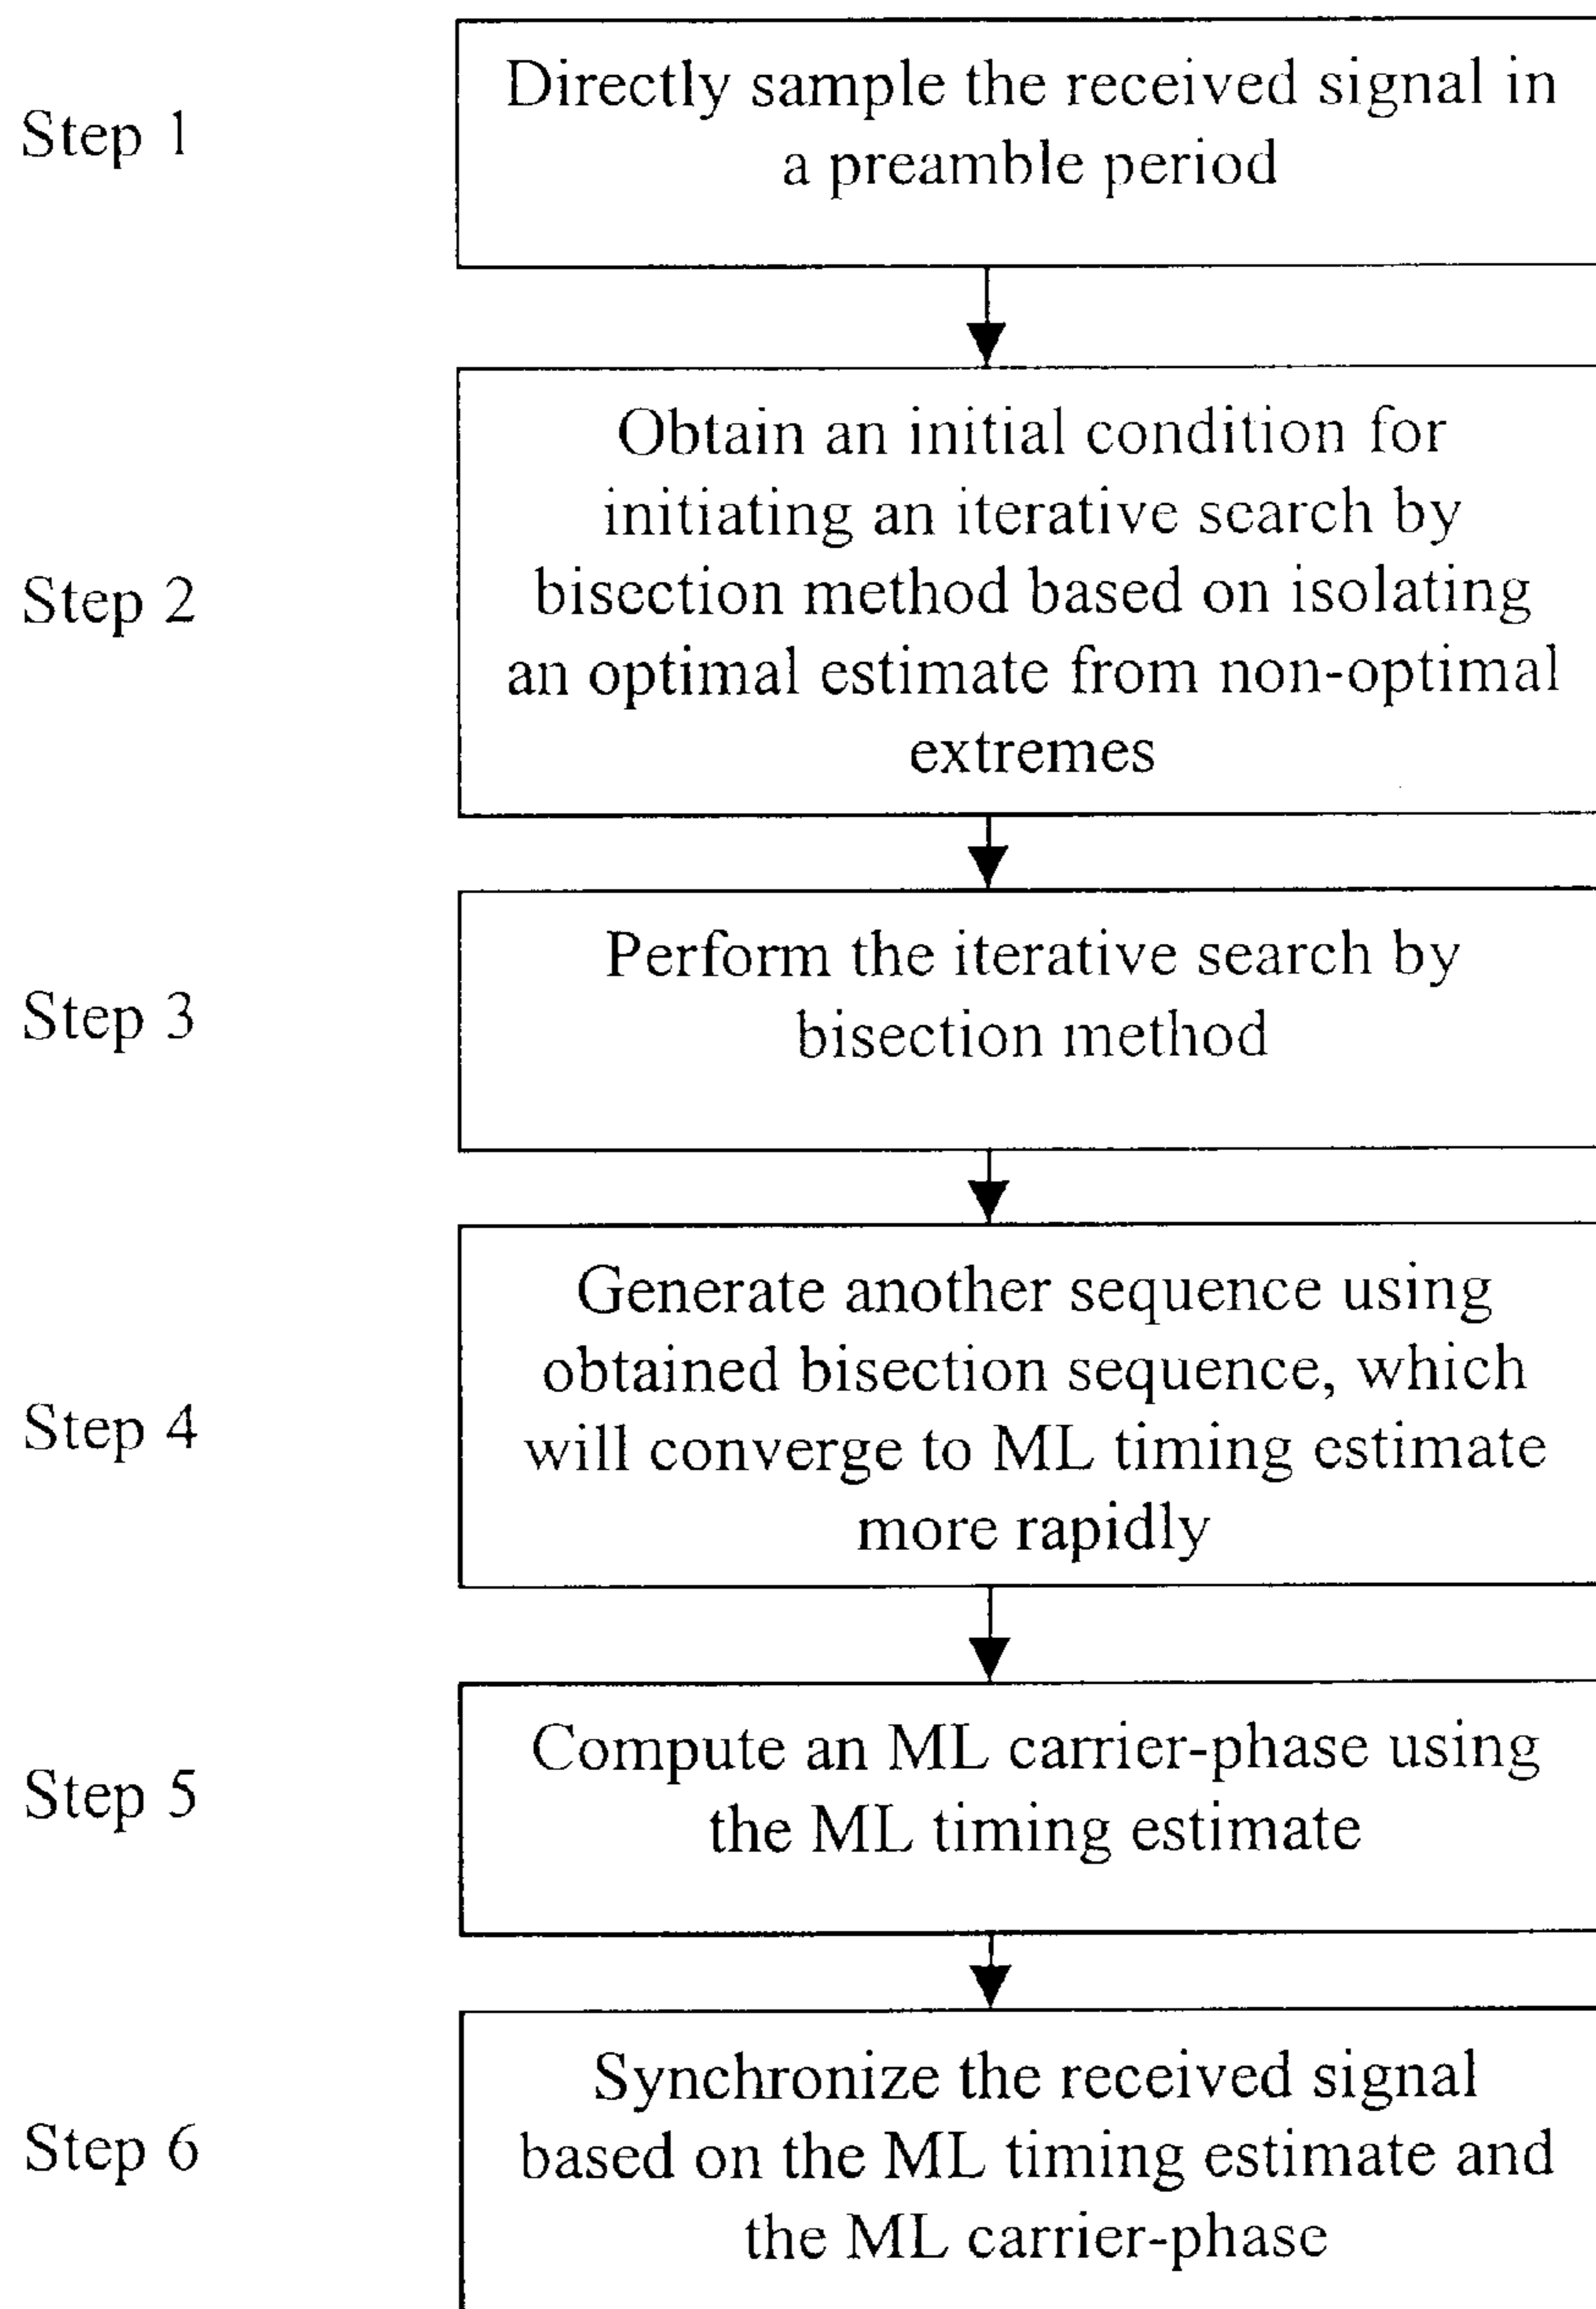 Step 1
Directly sample the received signal in
a preamble period
Step 2
Obtain an initial condition for
initiating an iterative search by
bisection method based on isolating
an optimal estimate from non-optimal
extremes
Step 3
Perform the iterative search by
bisection method
Step 4
Generate another sequence using
obtained bisection sequence, which
will converge to ML timing estimate
more rapidly
Step 5
Compute an ML carrier-phase using
the ML timing estimate
Step 6
Synchronize the received signal
based on the ML timing estimate and
the ML carrier-phase